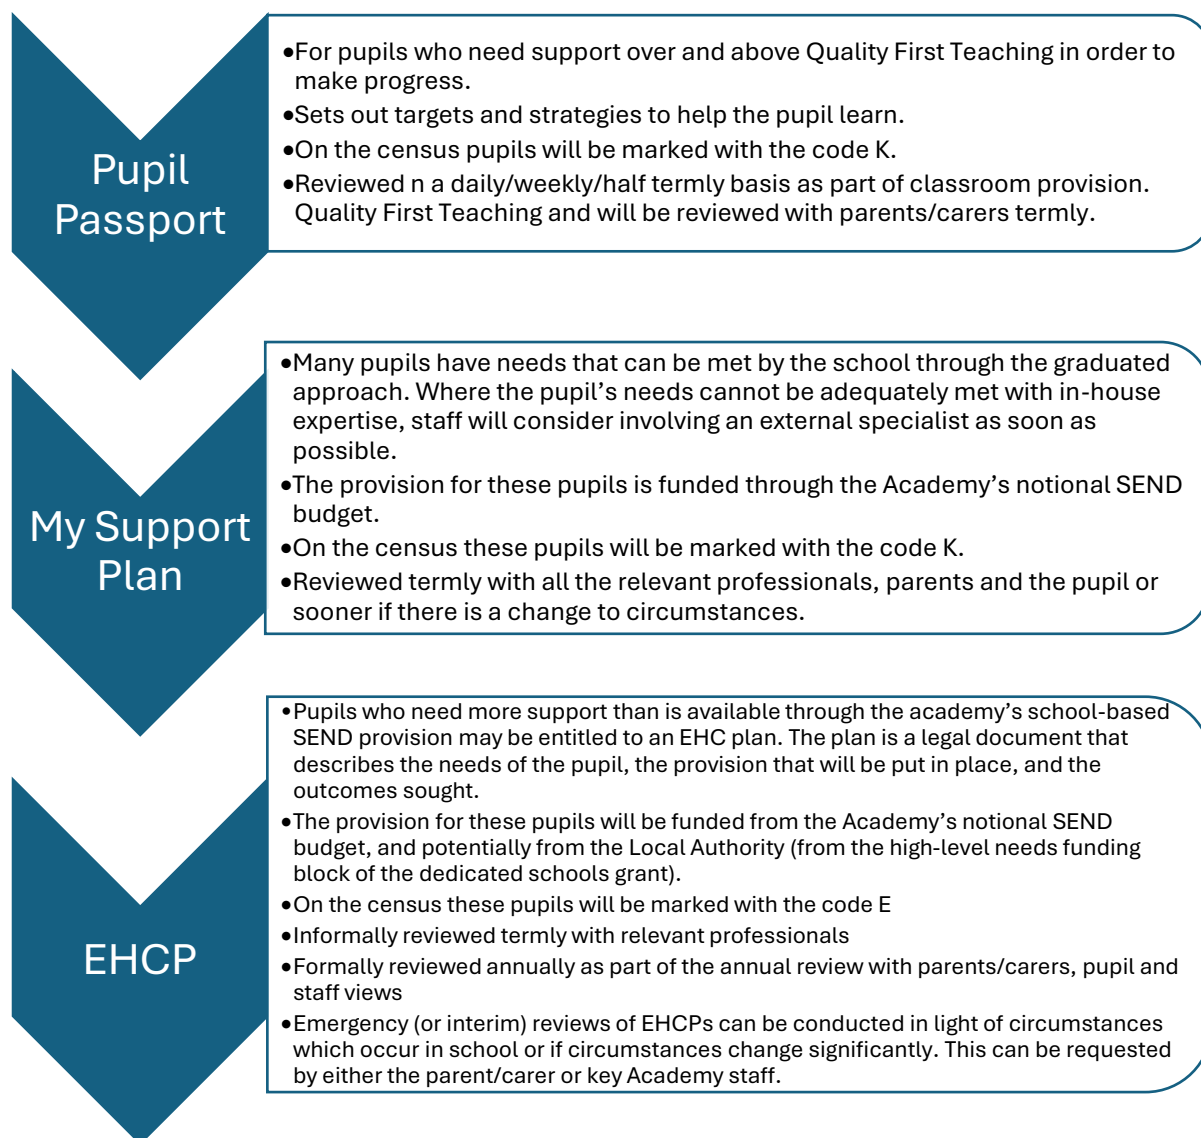 Pupil
Passport
•For pupils who need support over and above Quality First Teaching in order to
make progress.
•Sets out targets and strategies to help the pupil learn.
•On the census pupils will be marked with the code K.
•Reviewed n a daily/weekly/half termly basis as part of classroom provision.
Quality First Teaching and will be reviewed with parents/carers termly.
My Support
Plan
•Many pupils have needs that can be met by the school through the graduated
approach. Where the pupil’s needs cannot be adequately met with in-house
expertise, staff will consider involving an external specialist as soon as
possible.
•The provision for these pupils is funded through the Academy’s notional SEND
budget.
•On the census these pupils will be marked with the code K.
•Reviewed termly with all the relevant professionals, parents and the pupil or
sooner if there is a change to circumstances.
EHCP
•Pupils who need more support than is available through the academy’s school-based
SEND provision may be entitled to an EHC plan. The plan is a legal document that
describes the needs of the pupil, the provision that will be put in place, and the
outcomes sought.
•The provision for these pupils will be funded from the Academy’s notional SEND
budget, and potentially from the Local Authority (from the high-level needs funding
block of the dedicated schools grant).
•On the census these pupils will be marked with the code E
•Informally reviewed termly with relevant professionals
•Formally reviewed annually as part of the annual review with parents/carers, pupil and
staff views
•Emergency (or interim) reviews of EHCPs can be conducted in light of circumstances
which occur in school or if circumstances change significantly. This can be requested
by either the parent/carer or key Academy staff.